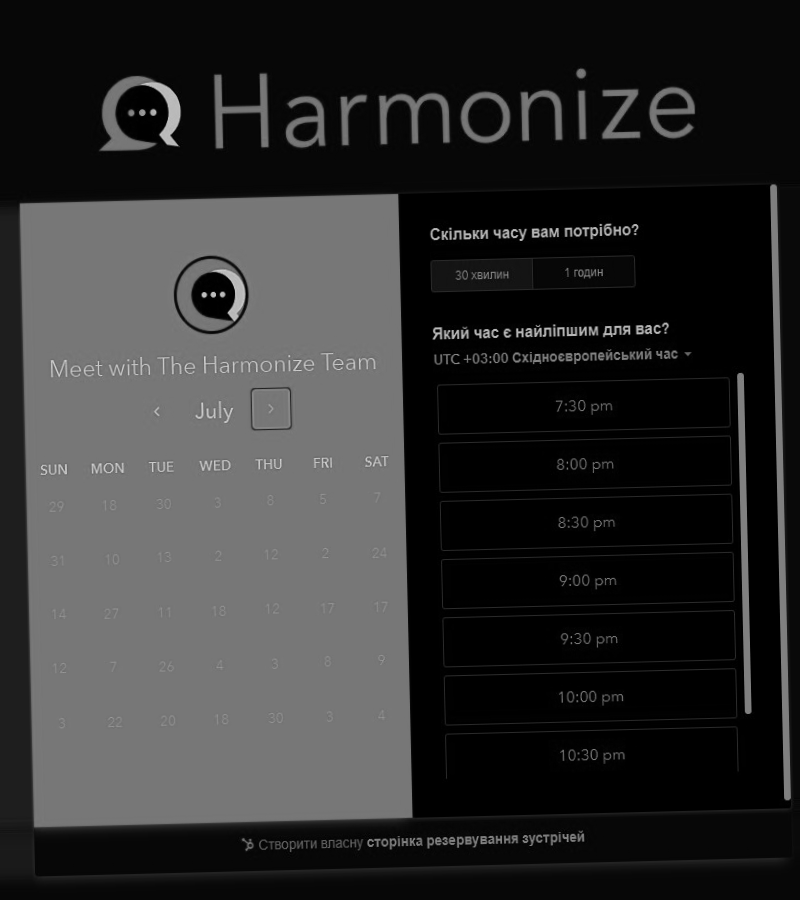 Harmonize
Meet with The Harmonize Team
July
SUN MON TUE WED THU FRI SAT
29 18 30 3 8 5 7
31 10 13 2 12 2 24
14 27 11 18 12 17 17
12 7 26 4 3 8 9
3 22 20 18 30 3 4
Скільки часу вам потрібно?
30 хвилин 1 годин
Який час є найліпшим для вас?
UTC +03:00 Східноєвропейський час
7:30 pm
8:00 pm
8:30 pm
9:00 pm
9:30 pm
10:00 pm
10:30 pm
Створити власну сторінка резервування зустрічей